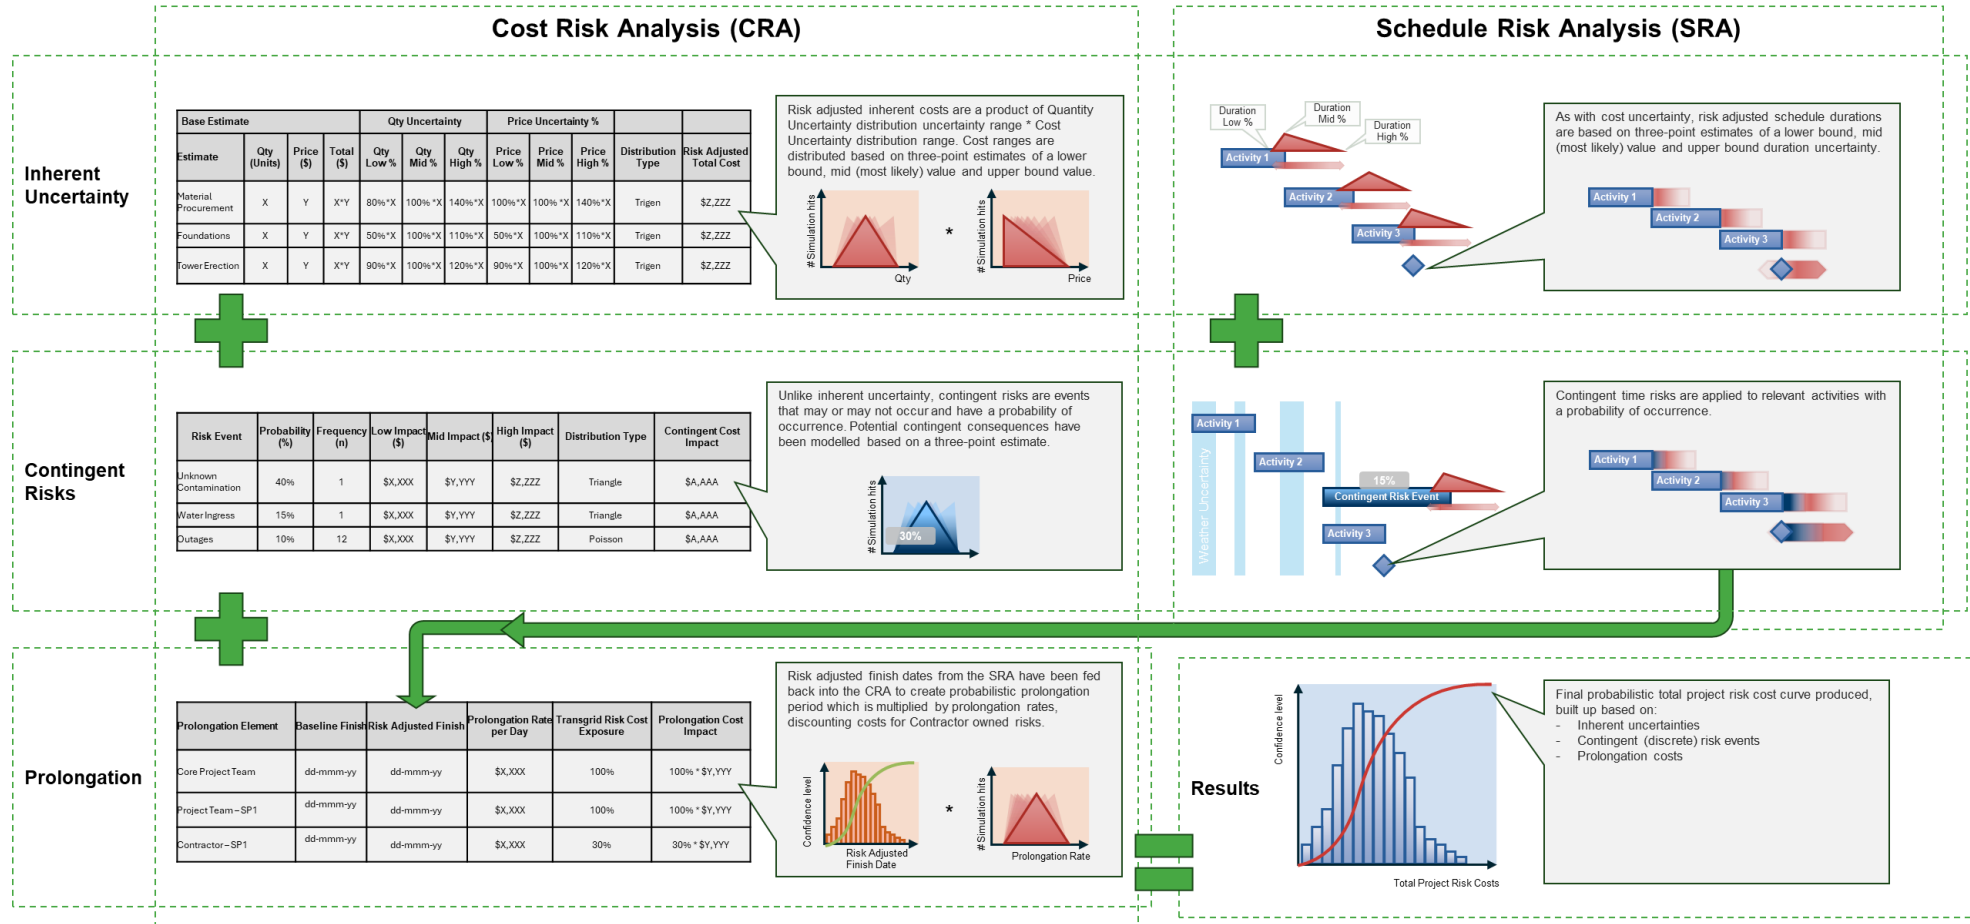 Cost Risk Analysis (CRA)
Schedule Risk Analysis (SRA)
Inherent
Uncertainty
Base Estimate
Qty Uncertainty
Price Uncertainty %
Estimate
Qty
(Units)
Price
($)
Total
($)
Qty
Low %
Qty
Mid %
Qty
High %
Price
Low %
Price
Mid %
Price
High %
Distribution
Type
Risk Adjusted
Total Cost
Material
Procurement
X
Y
X*Y
80%*X
100%*X
140%*X
100%*X
100%*X
140%*X
Trigen
$Z,ZZZ
Foundations
X
Y
X*Y
50%*X
100%*X
110%*X
50%*X
100%*X
110%*X
Trigen
$Z,ZZZ
Tower Erection
X
Y
X*Y
90%*X
100%*X
120%*X
90%*X
100%*X
120%*X
Trigen
$Z,ZZZ
Risk adjusted inherent costs are a product of Quantity
Uncertainty distribution uncertainty range * Cost
Uncertainty distribution range. Cost ranges are
distributed based on three-point estimates of a lower
bound, mid (most likely) value and upper bound value.
# Simulation hits
Qty
*
# Simulation hits
Price
Duration
Low %
Duration
Mid %
Duration
High %
Activity 1
Activity 2
Activity 3
As with cost uncertainty, risk adjusted schedule durations
are based on three-point estimates of a lower bound, mid
(most likely) value and upper bound duration uncertainty.
Activity 1
Activity 2
Activity 3
Contingent
Risks
Risk Event
Probability
(%)
Frequency
(n)
Low Impact
($)
Mid Impact ($)
High Impact
($)
Distribution Type
Contingent Cost
Impact
Unknown
Contamination
40%
1
$X,XXX
$Y,YYY
$Z,ZZZ
Triangle
$A,AAA
Water Ingress
15%
1
$X,XXX
$Y,YYY
$Z,ZZZ
Triangle
$A,AAA
Outages
10%
12
$X,XXX
$Y,YYY
$Z,ZZZ
Poisson
$A,AAA
Unlike inherent uncertainty, contingent risks are events
that may or may not occur and have a probability of
occurrence. Potential contingent consequences have
been modelled based on a three-point estimate.
# Simulation hits
30%
Weather Uncertainty
Activity 1
Activity 2
15%
Contingent Risk Event
Activity 3
Contingent time risks are applied to relevant activities with
a probability of occurrence.
Activity 1
Activity 2
Activity 3
Prolongation
Prolongation Element
Baseline Finish
Risk Adjusted Finish
Prolongation Rate
per Day
Transgrid Risk Cost
Exposure
Prolongation Cost
Impact
Core Project Team
dd-mmm-yy
dd-mmm-yy
$X,XXX
100%
100% * $Y,YYY
Project Team – SP1
dd-mmm-yy
dd-mmm-yy
$X,XXX
100%
100% * $Y,YYY
Contractor – SP1
dd-mmm-yy
dd-mmm-yy
$X,XXX
30%
30% * $Y,YYY
Risk adjusted finish dates from the SRA have been fed
back into the CRA to create probabilistic prolongation
period which is multiplied by prolongation rates,
discounting costs for Contractor owned risks.
Confidence level
Risk Adjusted
Finish Date
*
# Simulation hits
Prolongation Rate
Results
Confidence level
Total Project Risk Costs
Final probabilistic total project risk cost curve produced,
built up based on:
- Inherent uncertainties
- Contingent (discrete) risk events
- Prolongation costs